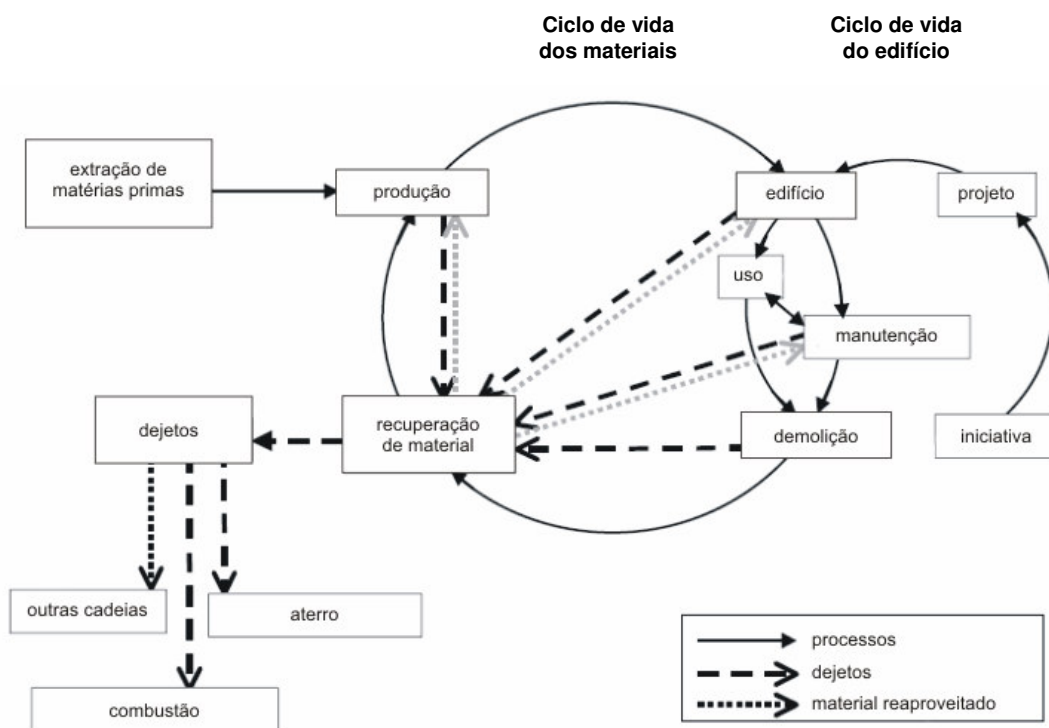 Ciclo de vida
dos materiais
Ciclo de vida
do edifício
extração de
matérias primas
produção
edifício
projeto
uso
manutenção
dejetos
recuperação
de material
demolição
iniciativa
outras cadeias
aterro
combustão
processos
dejetos
material reaproveitado